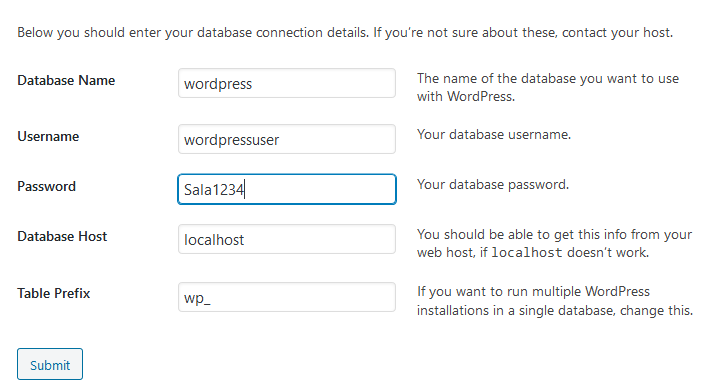 Below you should enter your database connection details. If you're not sure about these, contact your host.
Database Name
wordpress
The name of the database you want to use
with WordPress.
Username
wordpressuser
Your database username.
Password
Sala1234
Your database password.
Database Host
localhost
You should be able to get this info from your
web host, if localhost doesn't work.
Table Prefix
wp_
If you want to run multiple WordPress
installations in a single database, change this.
Submit